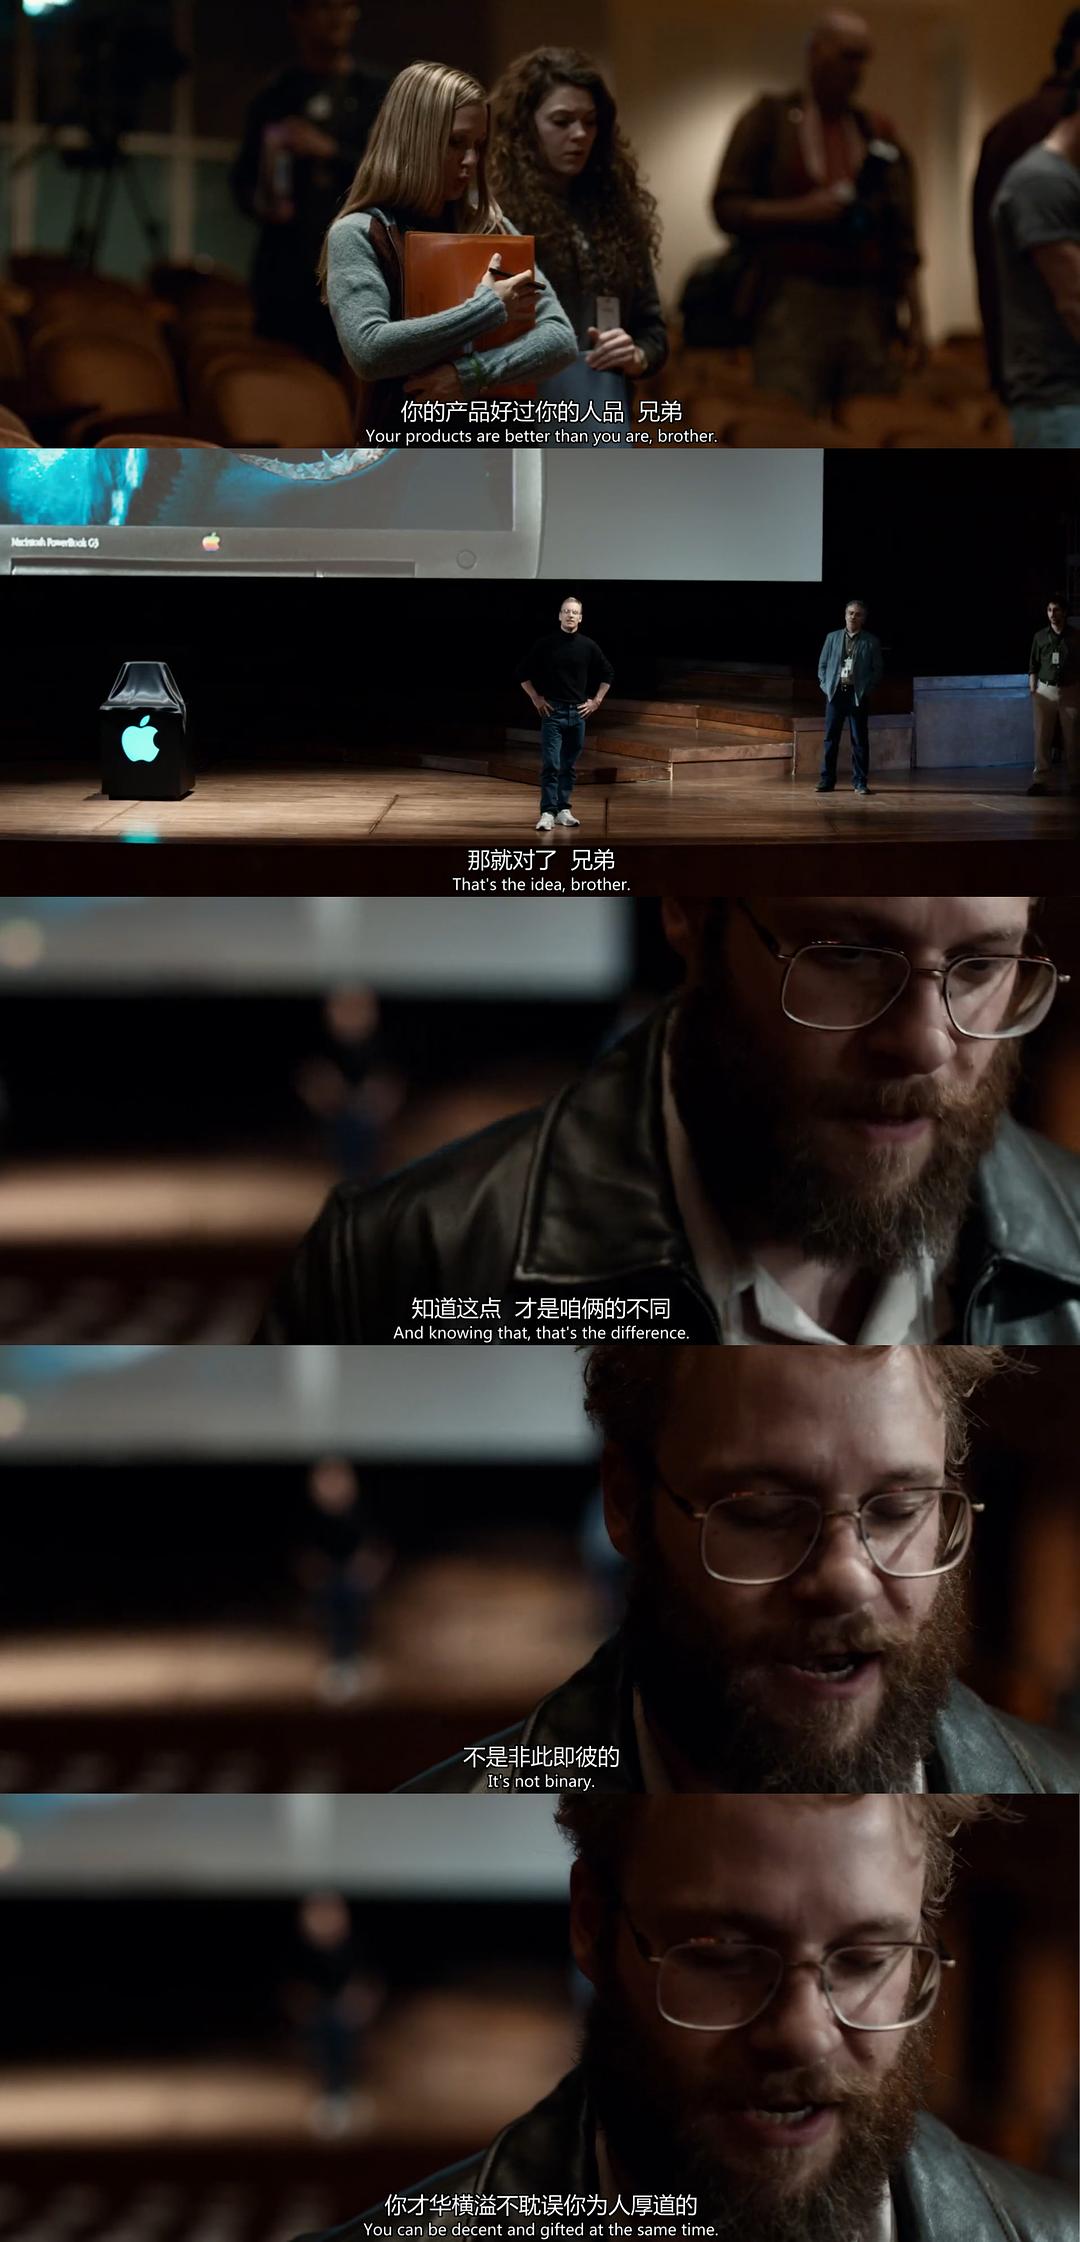 你的产品好过你的人品 兄弟
Your products are better than you are, brother.
Macintosh PowerBook G3
那就对了 兄弟
That's the idea, brother.
知道这点 才是咱俩的不同
And knowing that, that's the difference.
不是非此即彼的
It's not binary.
你才华横溢不耽误你为人厚道的
You can be decent and gifted at the same time.